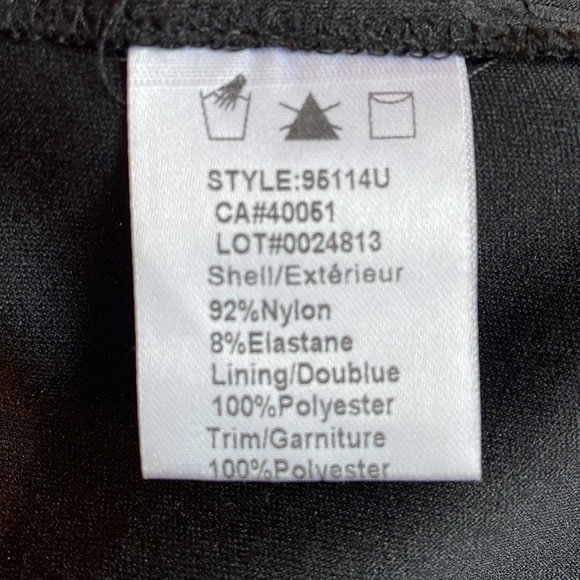 STYLE:95114U
CA#40051
LOT#0024813
Shell/Extérieur
92%Nylon
8%Elastane
Lining/Doublue
100%Polyester
Trim/Garniture
100%Polyester